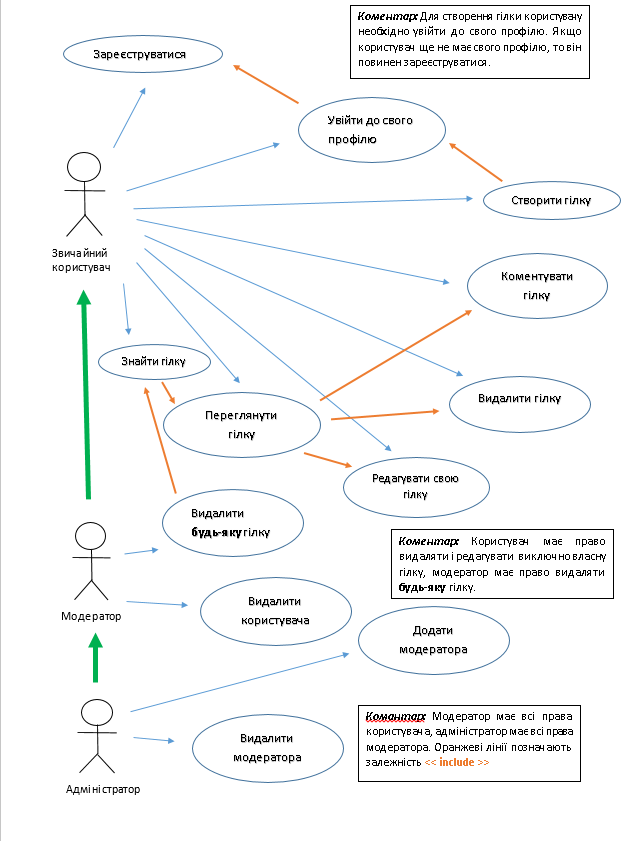 Коментар: Для створення гілки користувачу
необхідно увійти до свого профілю. Якщо
користувач ще не має свого профілю, то він
повинен зареєструватися.
Зареєструватися
Увійти до свого
профілю
Створити гілку
Звичайний
користувач
Коментувати
гілку
Знайти гілку
Переглянути
гілку
Видалити гілку
Редагувати свою
гілку
Видалити
будь-яку гілку
Коментар: Користувач має право
видаляти і редагувати виключно власну
гілку, модератор має право видаляти
будь-яку гілку.
Модератор
Видалити
користувача
Додати
модератора
Видалити
модератора
Адміністратор
Комантар: Модератор має всі права
користувача, адміністратор має всі права
модератора. Оранжеві лінії позначають
залежність << include >>